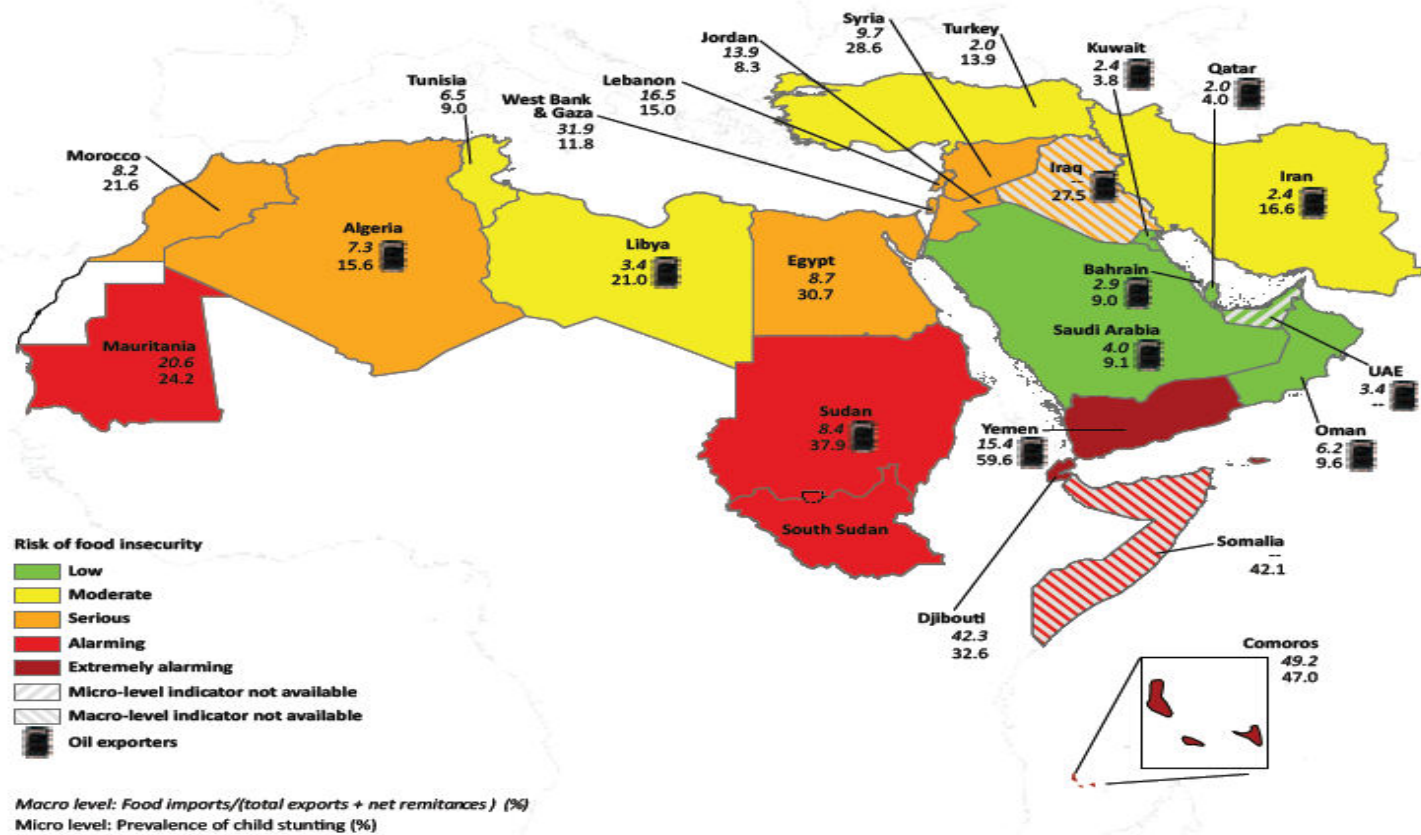 Syria
9.7
28.6
Turkey
2.0
13.9
Jordan
13.9
8.3
Kuwait
2.4
3.8
Qatar
2.0
4.0
Tunisia
6.5
9.0
Lebanon
16.5
15.0
West Bank
& Gaza
31.9
11.8
Morocco
8.2
21.6
Iraq
--
27.5
Iran
2.4
16.6
Algeria
7.3
15.6
Libya
3.4
21.0
Egypt
8.7
30.7
Bahrain
2.9
9.0
Saudi Arabia
4.0
9.1
Mauritania
20.6
24.2
UAE
3.4
--
Sudan
8.4
37.9
Yemen
15.4
59.6
Oman
6.2
9.6
South Sudan
Somalia
--
42.1
Djibouti
42.3
32.6
Comoros
49.2
47.0
Risk of food insecurity
Low
Moderate
Serious
Alarming
Extremely alarming
Micro-level indicator not available
Macro-level indicator not available
Oil exporters
Macro level: Food imports/(total exports + net remitances ) (%)
Micro level: Prevalence of child stunting (%)